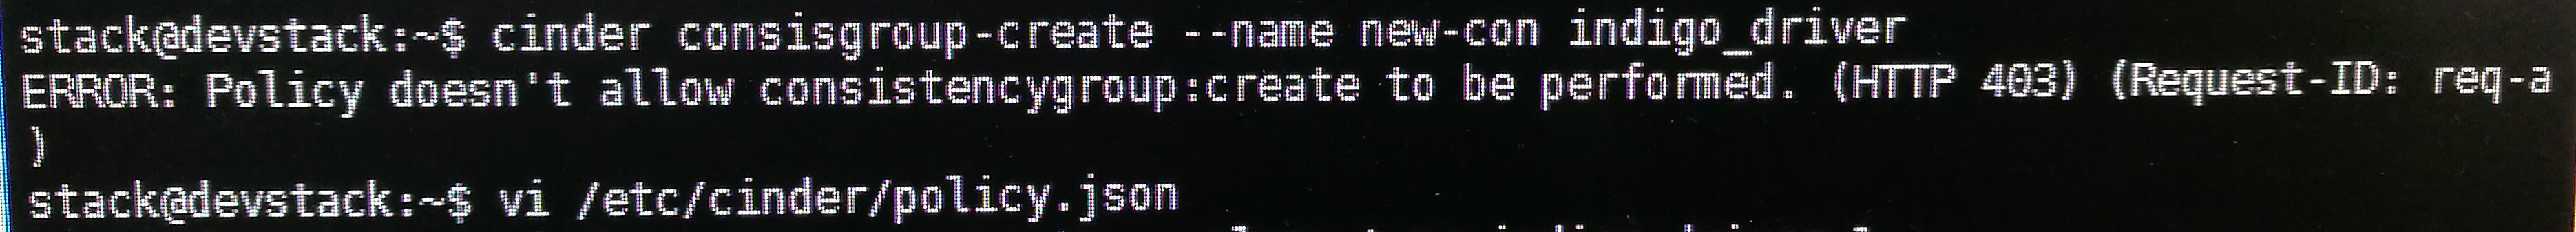 stack@devstack:~$ cinder consisgroup-create --name new-con indigo_driver
ERROR: Policy doesn't allow consistencygroup:create to be performed. (HTTP 403) (Request-ID: req-a
)
stack@devstack:~$ vi /etc/cinder/policy.json